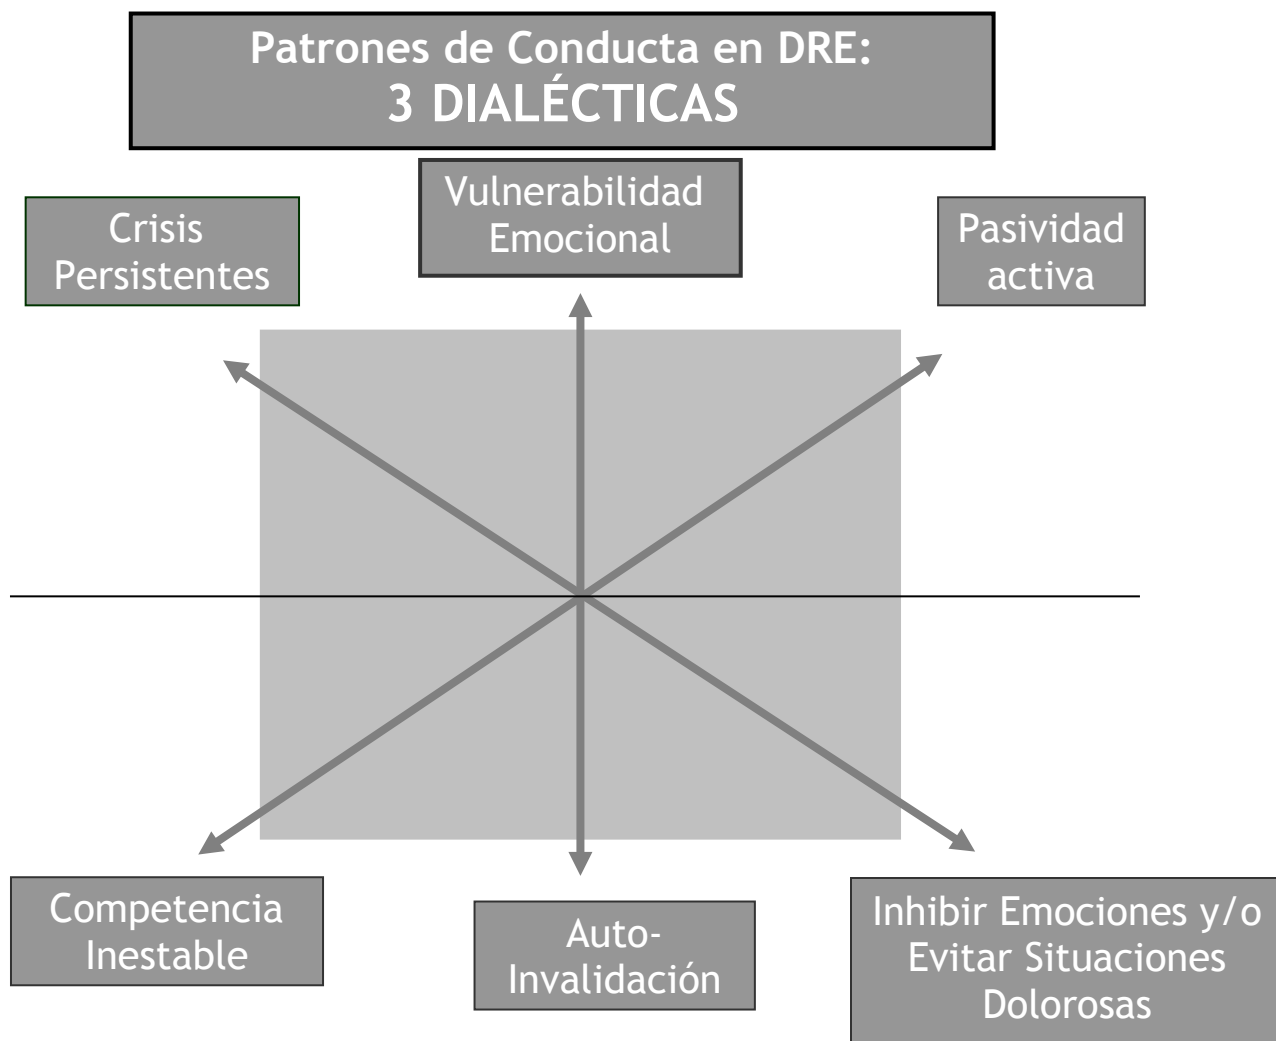 Patrones de Conducta en DRE:
3 DIALÉCTICAS
Vulnerabilidad
Emocional
Crisis
Persistentes
Pasividad
activa
Competencia
Inestable
Auto-
Invalidación
Inhibir Emociones y/o
Evitar Situaciones
Dolorosas